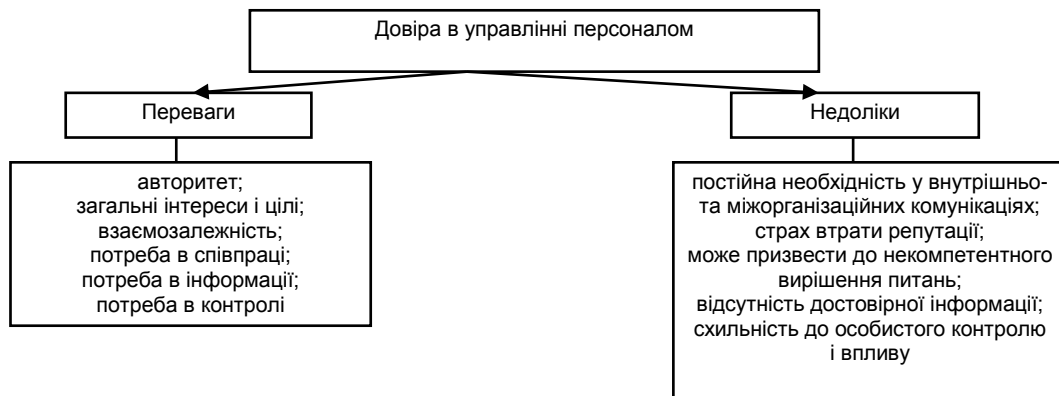 Довіра в управлінні персоналом
Переваги
Недоліки
авторитет;
загальні інтереси і цілі;
взаємозалежність;
потреба в співпраці;
потреба в інформації;
потреба в контролі
постійна необхідність у внутрішньо-
та міжорганізаційних комунікаціях;
страх втрати репутації;
може призвести до некомпетентного
вирішення питань;
відсутність достовірної інформації;
схильність до особистого контролю
і впливу